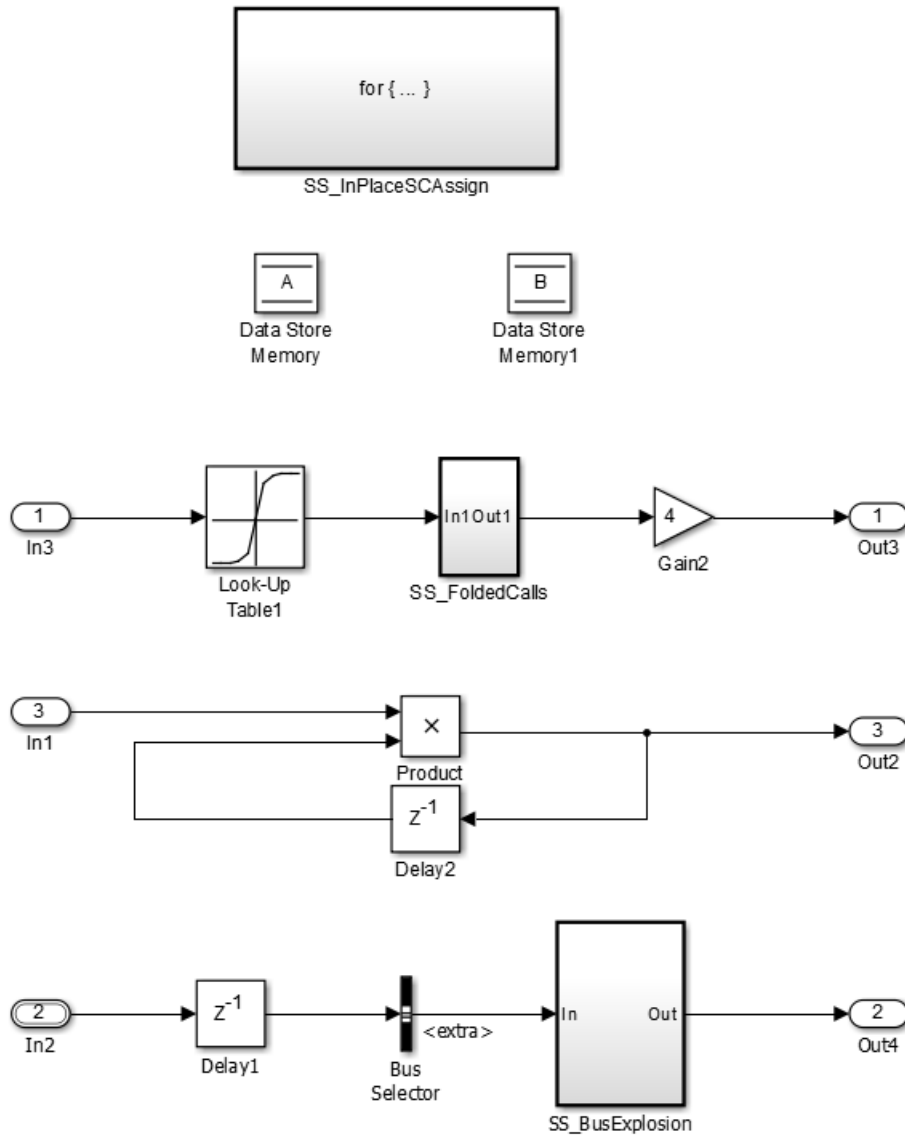 for { ... }
SS_InPlaceSCAssign
A
B
Data Store
Memory
Data Store
Memory1
1
In3
Look-Up
Table1
In1 Out1
SS_FoldedCalls
4
Gain2
1
Out3
3
In1
×
Product
Z-1
Delay2
3
Out2
2
In2
Z-1
Delay1
<extra>
Bus
Selector
In Out
SS_BusExplosion
2
Out4